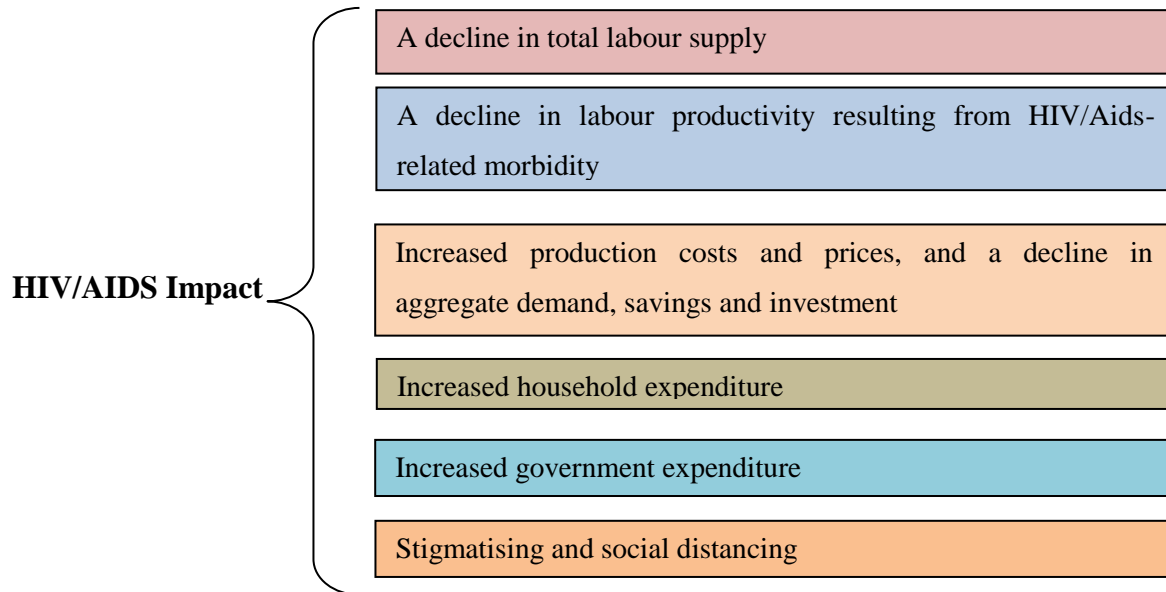 A decline in total labour supply
A decline in labour productivity resulting from HIV/Aids-
related morbidity
Increased production costs and prices, and a decline in
aggregate demand, savings and investment
HIV/AIDS Impact
Increased household expenditure
Increased government expenditure
Stigmatising and social distancing